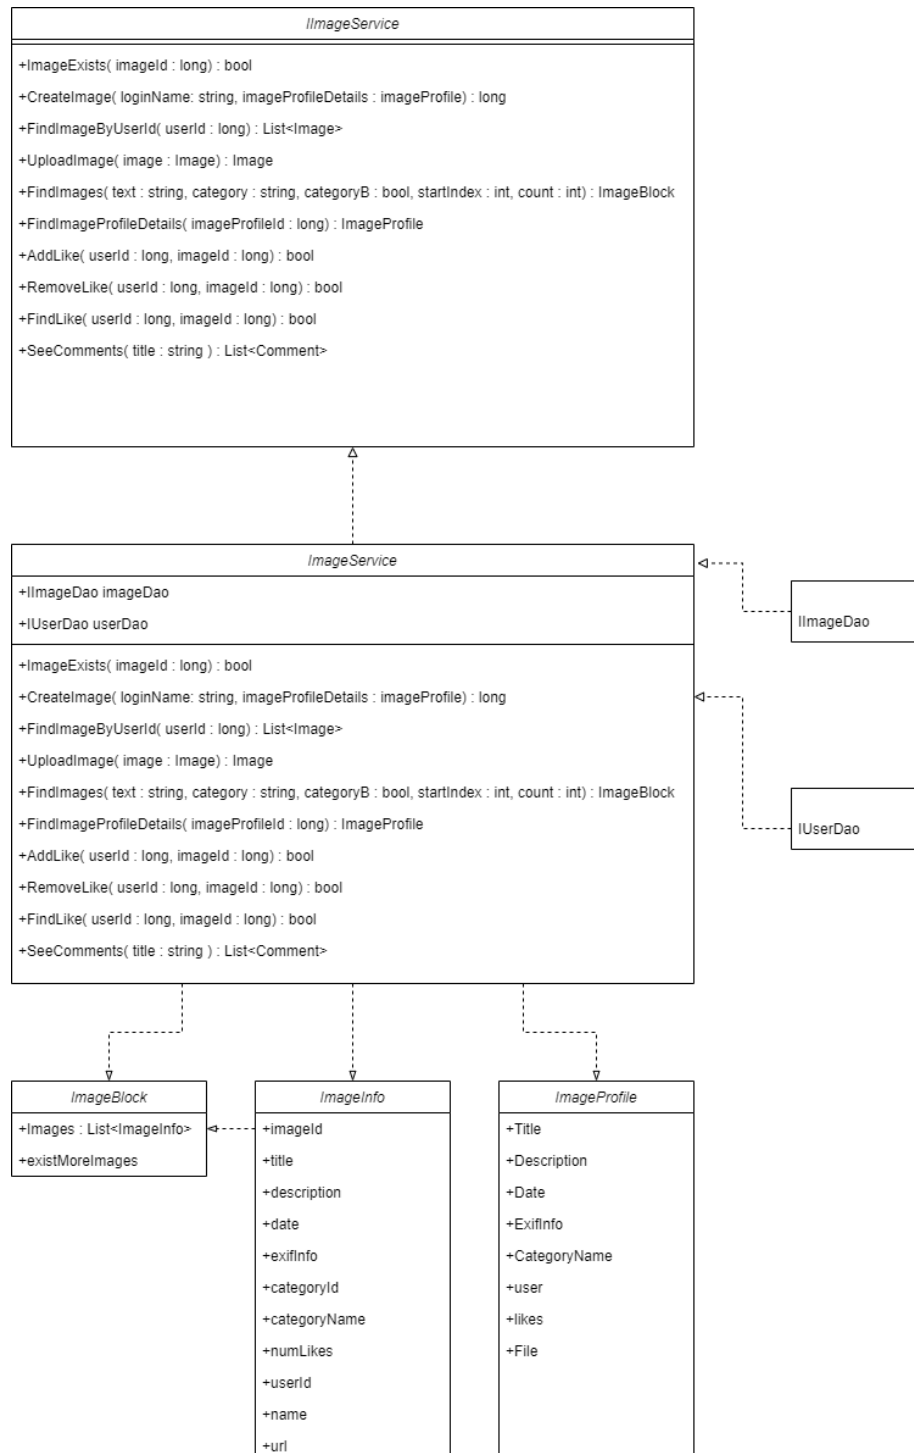 IImageService
+ImageExists( imageId : long) : bool
+CreateImage( loginName: string, imageProfileDetails : imageProfile) : long
+FindImageByUserId( userId : long) : List<Image>
+UploadImage( image : Image) : Image
+FindImages( text : string, category : string, categoryB : bool, startIndex : int, count : int) : ImageBlock
+FindImageProfileDetails( imageProfileId : long) : ImageProfile
+AddLike( userId : long, imageId : long) : bool
+RemoveLike( userId : long, imageId : long) : bool
+FindLike( userId : long, imageId : long) : bool
+SeeComments( title : string ) : List<Comment>
ImageService
+IImageDao imageDao
+IUserDao userDao
+ImageExists( imageId : long) : bool
+CreateImage( loginName: string, imageProfileDetails : imageProfile) : long
+FindImageByUserId( userId : long) : List<Image>
+UploadImage( image : Image) : Image
+FindImages( text : string, category : string, categoryB : bool, startIndex : int, count : int) : ImageBlock
+FindImageProfileDetails( imageProfileId : long) : ImageProfile
+AddLike( userId : long, imageId : long) : bool
+RemoveLike( userId : long, imageId : long) : bool
+FindLike( userId : long, imageId : long) : bool
+SeeComments( title : string ) : List<Comment>
IImageDao
IUserDao
ImageBlock
+Images : List<ImageInfo>
+existMoreImages
ImageInfo
+imageId
+title
+description
+date
+exifInfo
+categoryId
+categoryName
+numLikes
+userId
+name
+url
ImageProfile
+Title
+Description
+Date
+ExifInfo
+CategoryName
+user
+likes
+File